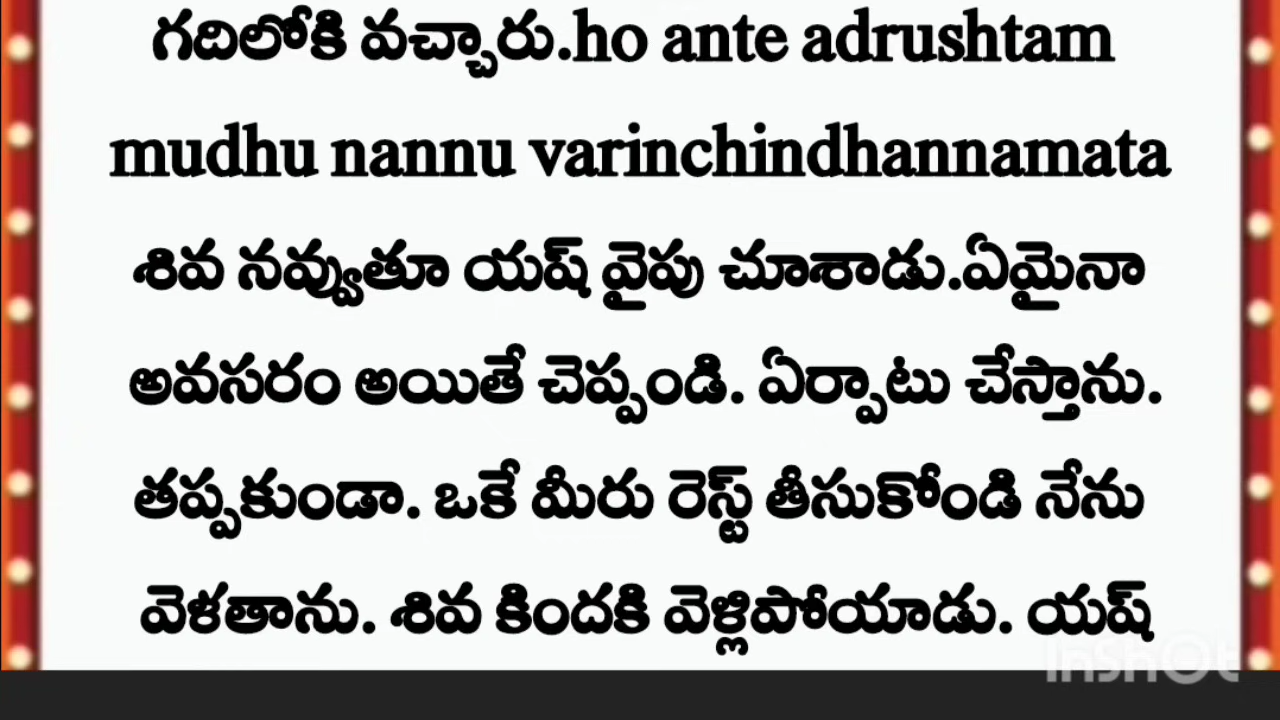 గదిలోకి వచ్చారు.ho ante adrushtam
mudhu nannu varinchindhannamata
శివ నవ్వుతూ యష్ వైపు చూశాడు.ఏమైనా
అవసరం అయితే చెప్పండి. ఏర్పాటు చేస్తాను.
తప్పకుండా. ఒకే మీరు రెస్ట్ తీసుకోండి నేను
వెళతాను. శివ కిందకి వెళ్లిపోయాడు. యష్
InShOt